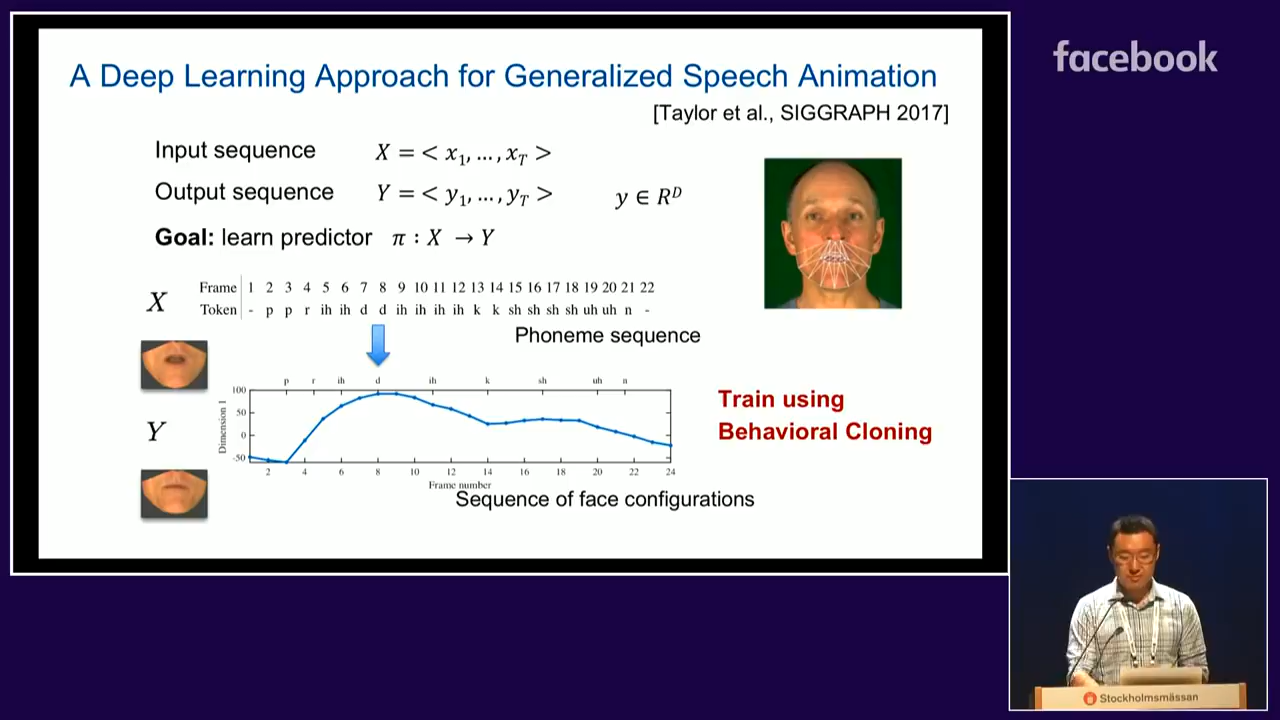 A Deep Learning Approach for Generalized Speech Animation
[Taylor et al., SIGGRAPH 2017]
facebook
Input sequence X = < x₁, ..., x_T >
Output sequence Y = < y₁, ..., y_T > y ∈ R^D
Goal: learn predictor π : X → Y
X
Frame 1 2 3 4 5 6 7 8 9 10 11 12 13 14 15 16 17 18 19 20 21 22
Token - p p r ih ih d d ih ih ih ih k k sh sh sh sh uh uh n -
Phoneme sequence
Y
p r ih d ih k sh uh n
100
50
0
-50
Dimension 1
2 4 6 8 10 12 14 16 18 20 22 24
Frame number
Sequence of face configurations
Train using
Behavioral Cloning
Stockholmsmässan